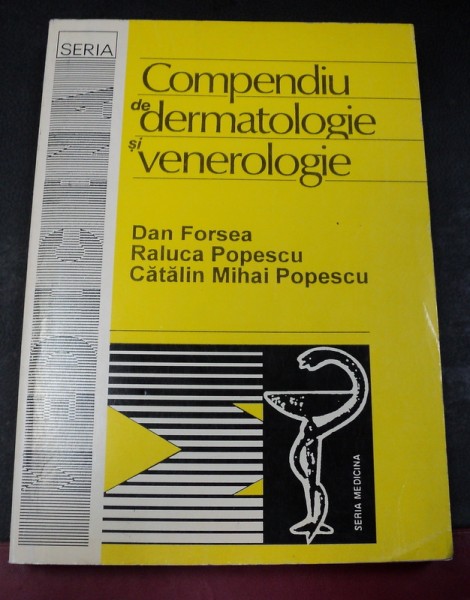 SERIA
Compendiu
de dermatologie
și venerologie
Dan Forsea
Raluca Popescu
Cătălin Mihai Popescu
SERIA MEDICINA